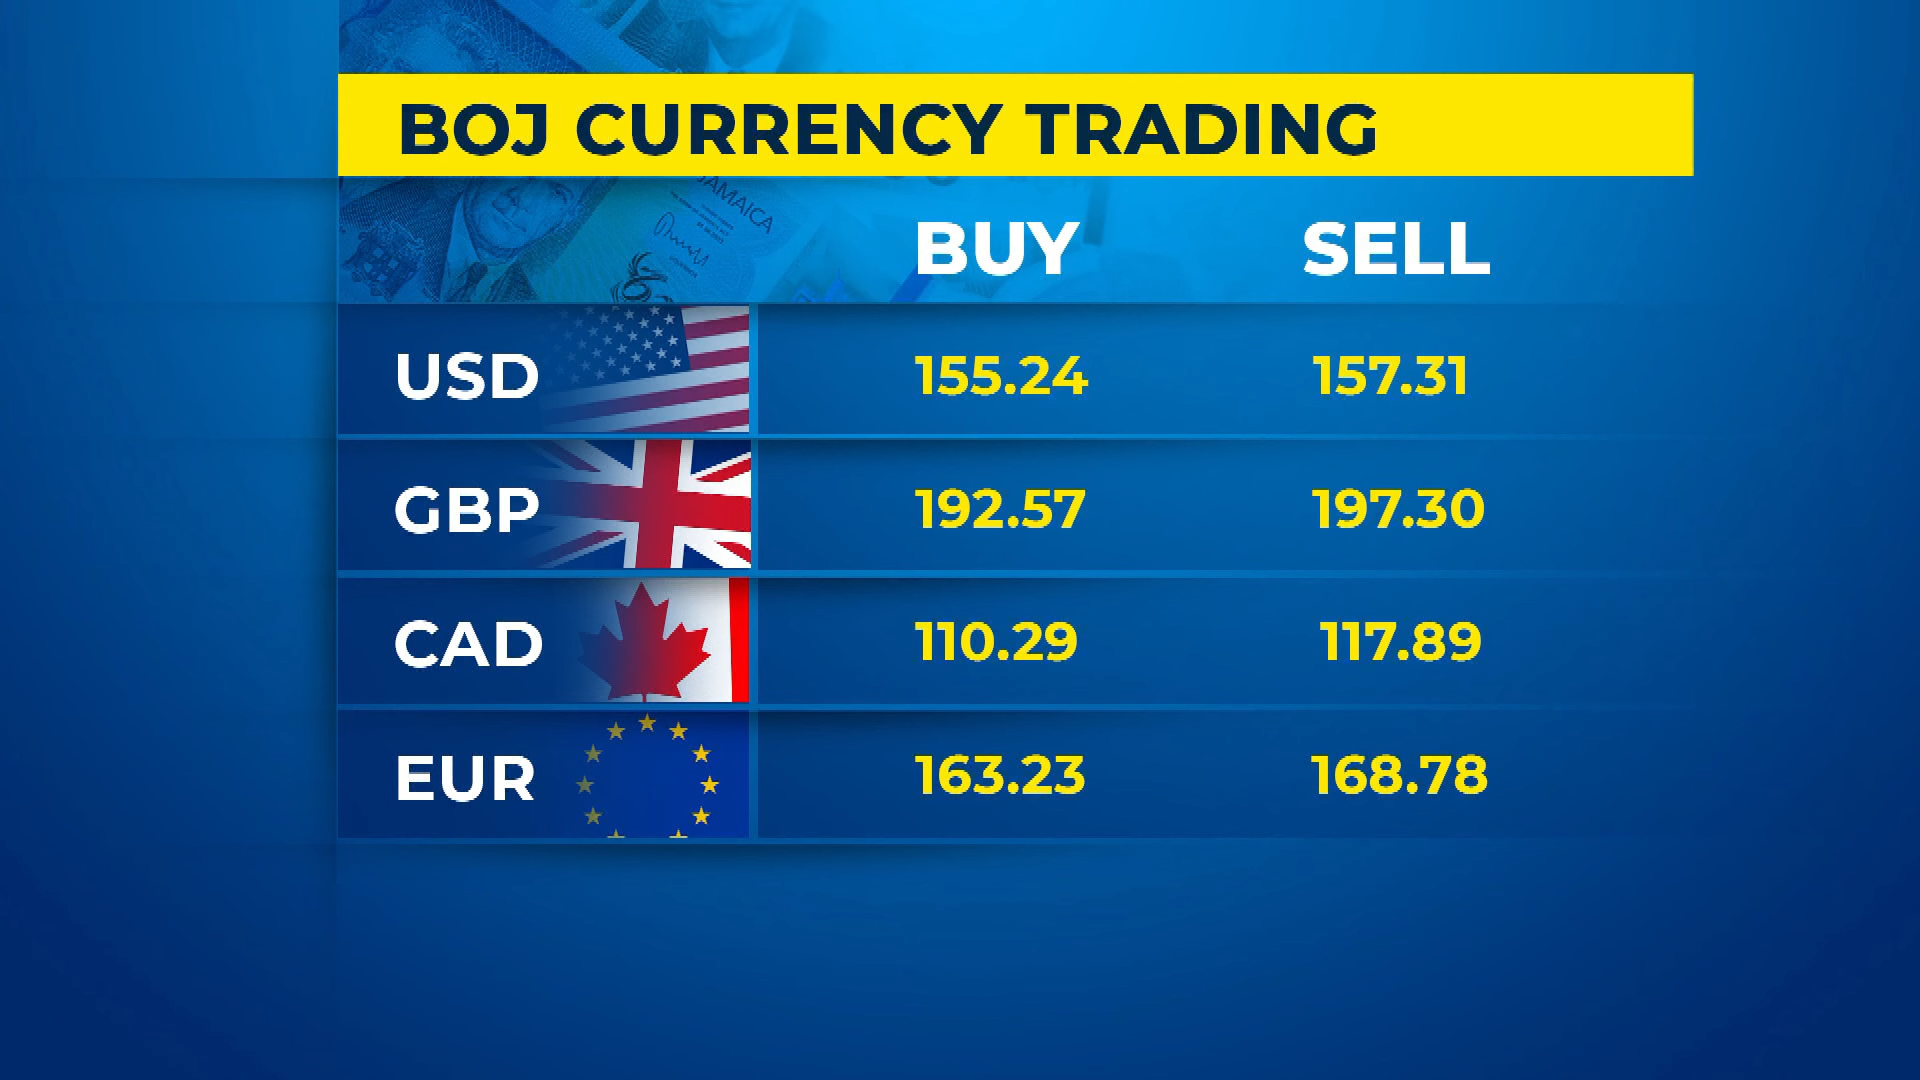 BOJ CURRENCY TRADING
JAMAICA
BUY SELL
USD 155.24 157.31
GBP 192.57 197.30
CAD 110.29 117.89
EUR 163.23 168.78